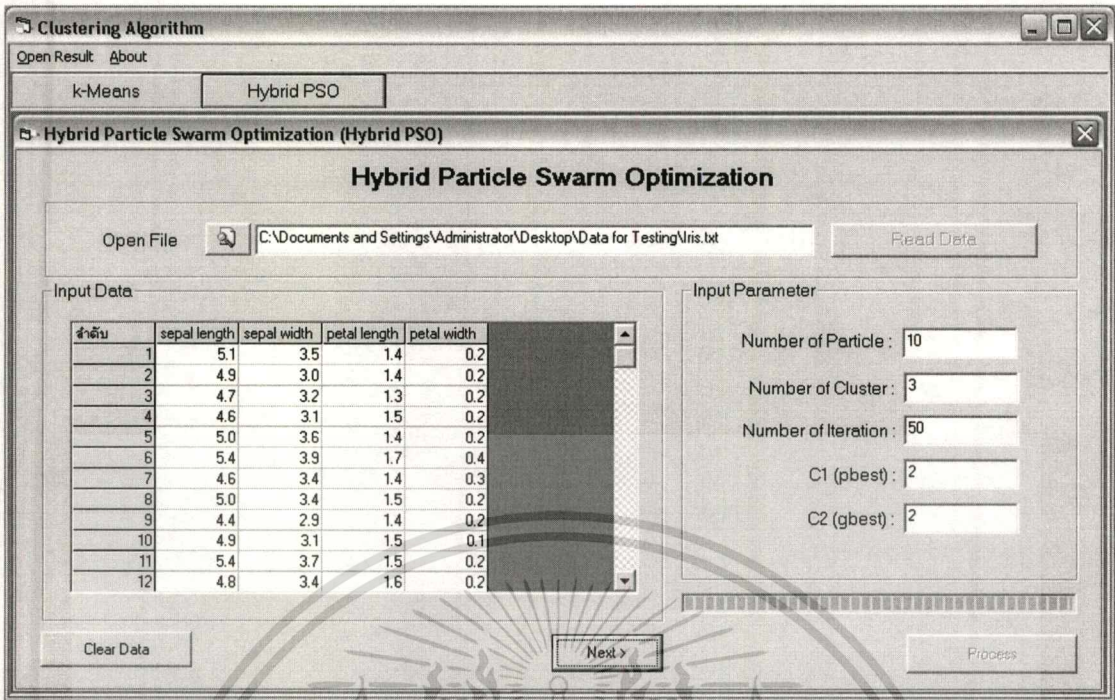 Clustering Algorithm
Open Result About
k-Means Hybrid PSO
Hybrid Particle Swarm Optimization (Hybrid PSO)
Hybrid Particle Swarm Optimization
Open File C:\Documents and Settings\Administrator\Desktop\Data for Testing\Iris.txt Read Data
Input Data
ลำดับ sepal length sepal width petal length petal width
1 5.1 3.5 1.4 0.2
2 4.9 3.0 1.4 0.2
3 4.7 3.2 1.3 0.2
4 4.6 3.1 1.5 0.2
5 5.0 3.6 1.4 0.2
6 5.4 3.9 1.7 0.4
7 4.6 3.4 1.4 0.3
8 5.0 3.4 1.5 0.2
9 4.4 2.9 1.4 0.2
10 4.9 3.1 1.5 0.1
11 5.4 3.7 1.5 0.2
12 4.8 3.4 1.6 0.2
Input Parameter
Number of Particle : 10
Number of Cluster : 3
Number of Iteration : 50
C1 (pbest) : 2
C2 (gbest) : 2
Clear Data Next > Process